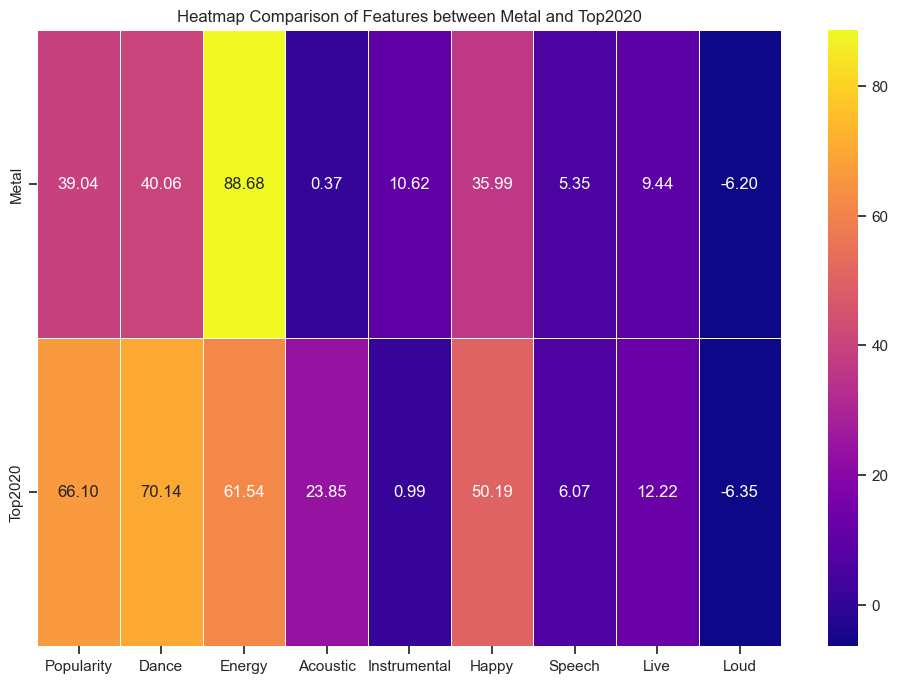 Heatmap Comparison of Features between Metal and Top2020
Metal
39.04 40.06 88.68 0.37 10.62 35.99 5.35 9.44 -6.20
Top2020
66.10 70.14 61.54 23.85 0.99 50.19 6.07 12.22 -6.35
Popularity Dance Energy Acoustic Instrumental Happy Speech Live Loud
80
60
40
20
0